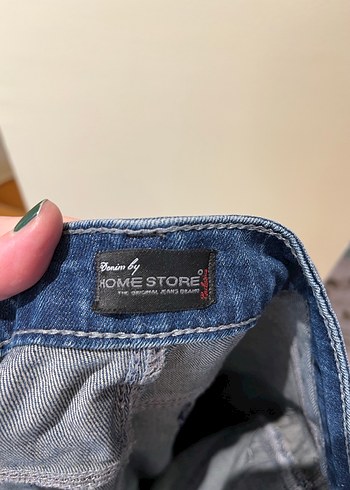 Denim by
HOME STORE
THE ORIGINAL JEANS BRAND